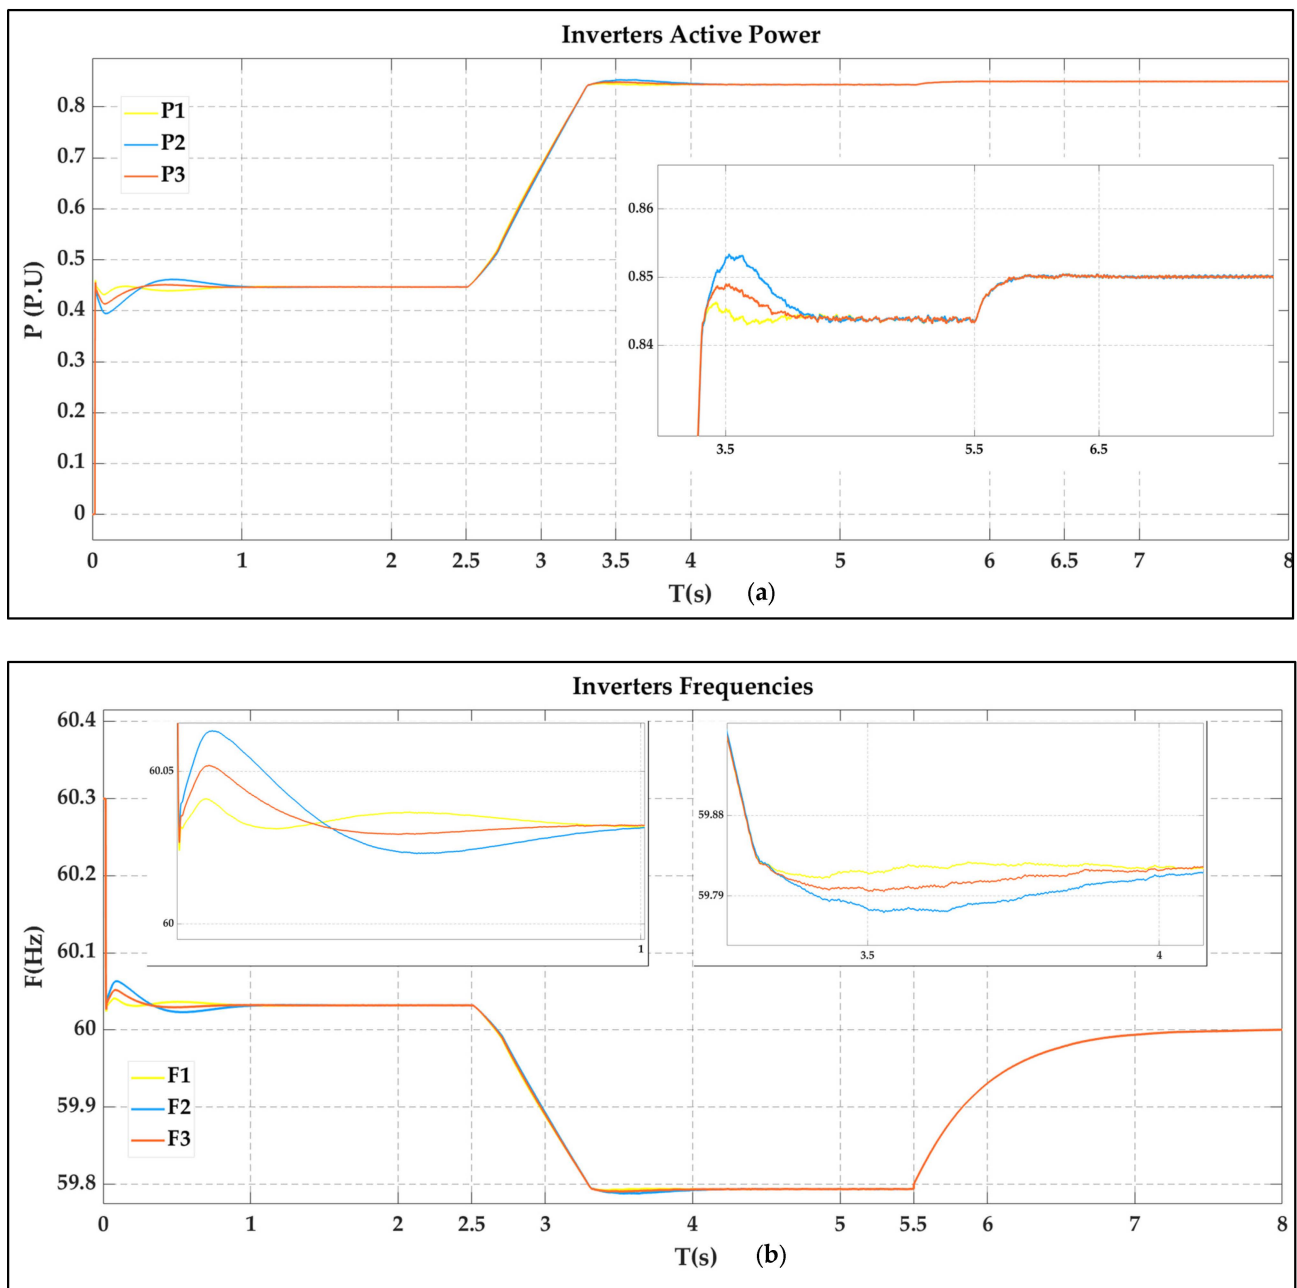 Inverters Active Power
P (P.U)
0.8
0.7
0.6
0.5
0.4
0.3
0.2
0.1
0
P1
P2
P3
0.86
0.85
0.84
3.5 5.5 6.5
0 1 2 2.5 3 3.5 4 5 6 6.5 7 8
T(s) (a)
Inverters Frequencies
F(Hz)
60.4
60.3
60.2
60.1
60
59.9
59.8
60.05
60
1
59.88
59.79
3.5 4
F1
F2
F3
0 1 2 2.5 3 4 5 5.5 6 7 8
T(s) (b)